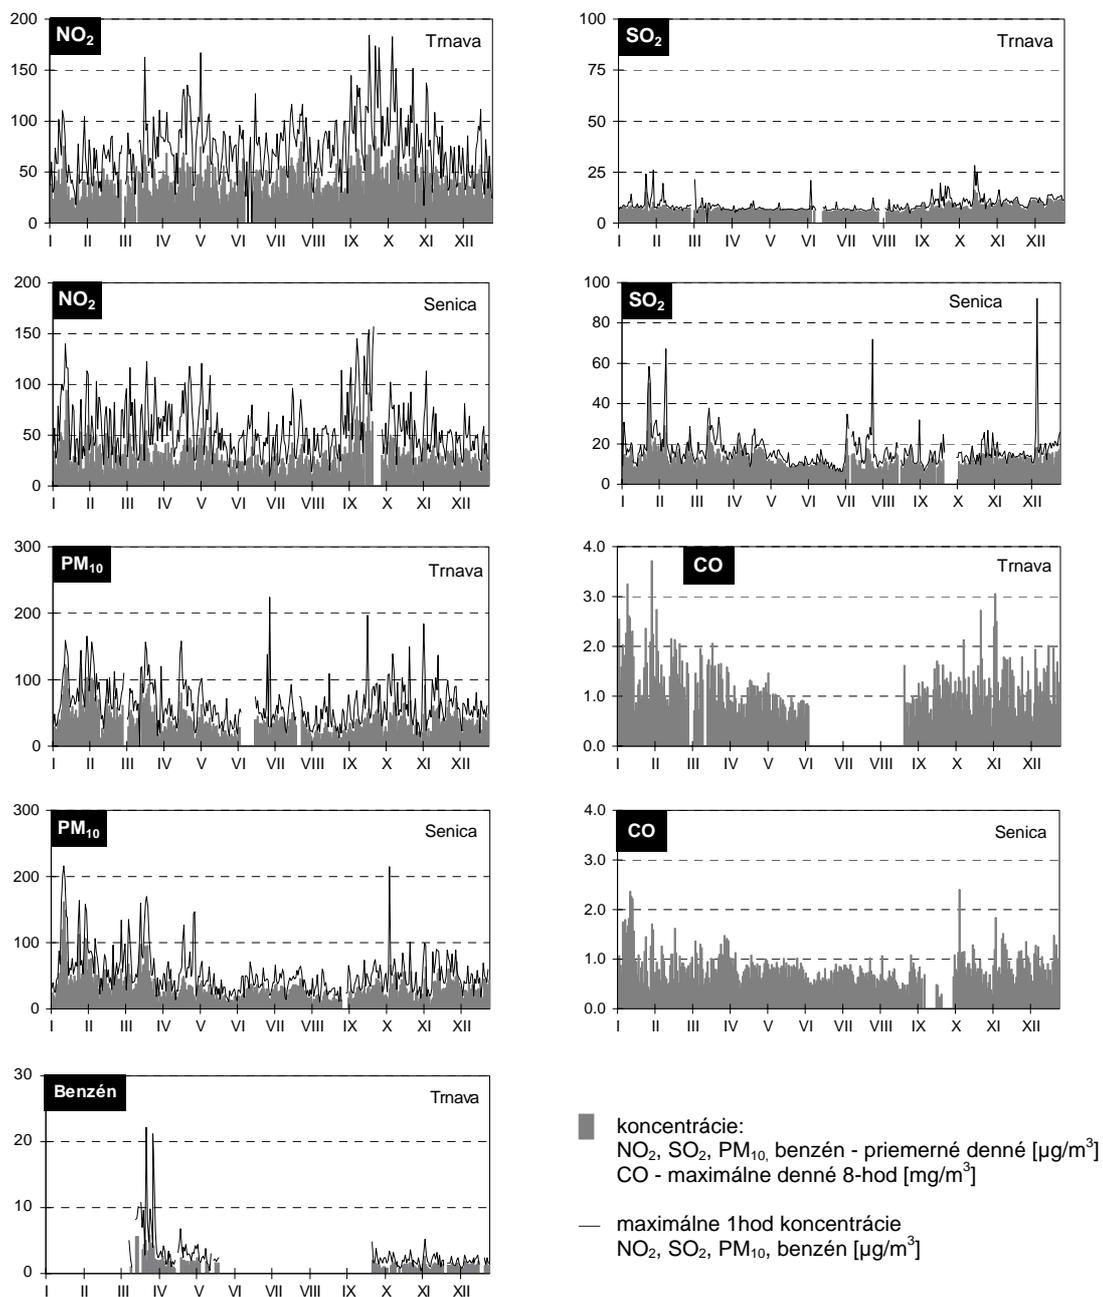 NO2
Trnava
200
150
100
50
0
I II III IV V VI VII VIII IX X XI XII
SO2
Trnava
100
75
50
25
0
I II III IV V VI VII VIII IX X XI XII
NO2
Senica
200
150
100
50
0
I II III IV V VI VII VIII IX X XI XII
SO2
Senica
100
80
60
40
20
0
I II III IV V VI VII VIII IX X XI XII
PM10
Trnava
300
200
100
0
I II III IV V VI VII VIII IX X XI XII
CO
Trnava
4.0
3.0
2.0
1.0
0.0
I II III IV V VI VII VIII IX X XI XII
PM10
Senica
300
200
100
0
I II III IV V VI VII VIII IX X XI XII
CO
Senica
4.0
3.0
2.0
1.0
0.0
I II III IV V VI VII VIII IX X XI XII
Benzén
Trnava
30
20
10
0
I II III IV V VI VII VIII IX X XI XII
koncentrácie:
NO2, SO2, PM10, benzén - priemerné denné [µg/m3]
CO - maximálne denné 8-hod [mg/m3]
maximálne 1hod koncentrácie
NO2, SO2, PM10, benzén [µg/m3]